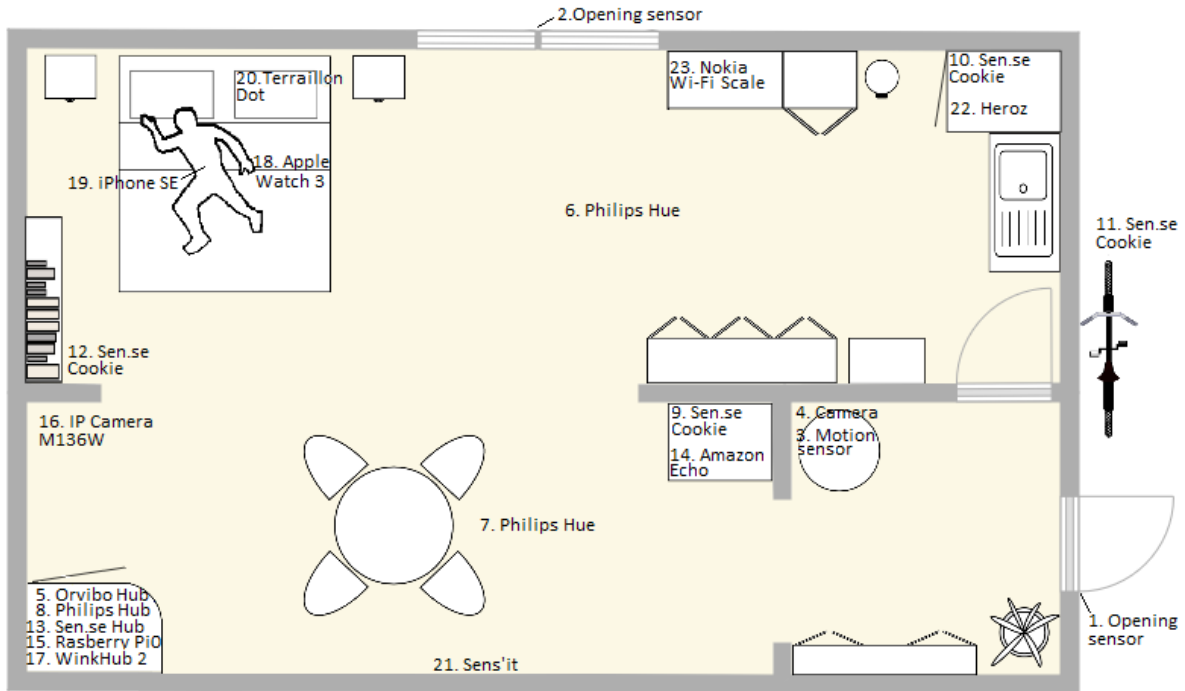 2.Opening sensor
23. Nokia
Wi-Fi Scale
10. Sen.se
Cookie
22. Heroz
20.Terraillon
Dot
18. Apple
Watch 3
19. iPhone SE
6. Philips Hue
11. Sen.se
Cookie
12. Sen.se
Cookie
16. IP Camera
M136W
9. Sen.se
Cookie
14. Amazon
Echo
4. Camera
3. Motion
sensor
7. Philips Hue
5. Orvibo Hub
8. Philips Hub
13. Sen.se Hub
15. Rasberry Pi0
17. WinkHub 2
21. Sens'it
1. Opening
sensor